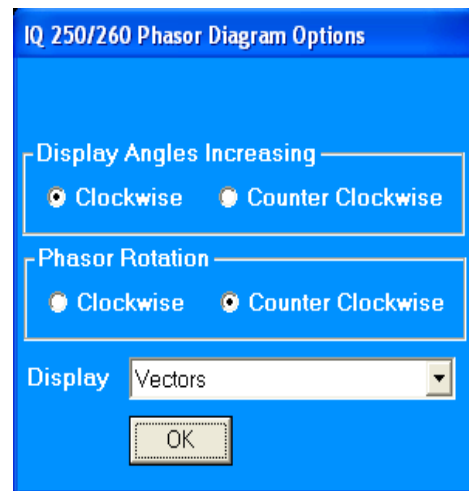 IQ 250/260 Phasor Diagram Options
Display Angles Increasing
Clockwise Counter Clockwise
Phasor Rotation
Clockwise Counter Clockwise
Display Vectors
OK